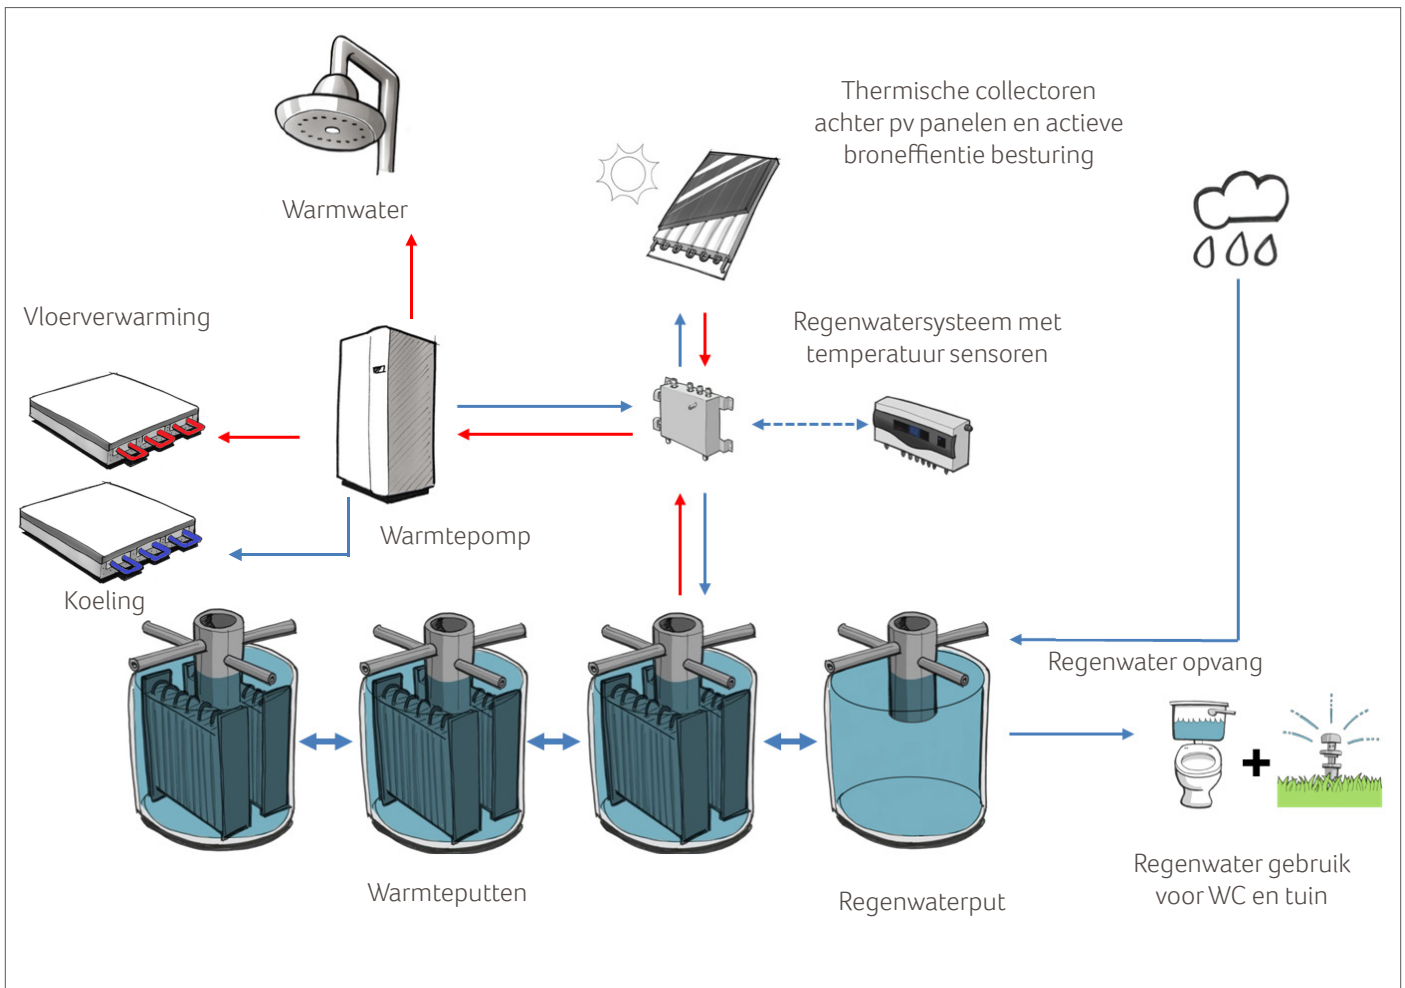 Thermische collectoren
achter pv panelen en actieve
broneffientie besturing
Warmwater
Vloerverwarming
Regenwatersysteem met
temperatuur sensoren
Warmtepomp
Koeling
Regenwater opvang
Warmteputten
Regenwaterput
Regenwater gebruik
voor WC en tuin